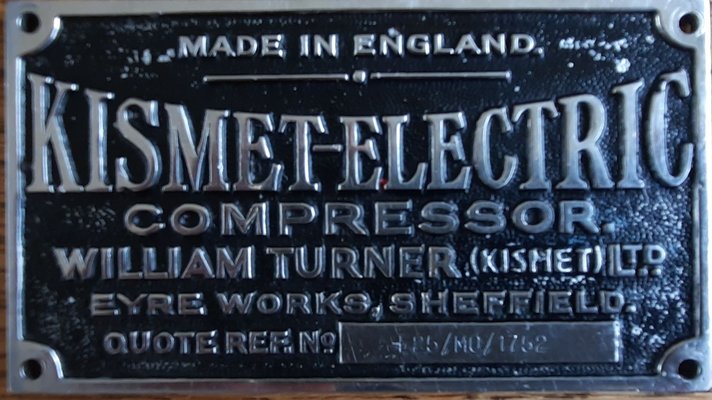 MADE IN ENGLAND.
KISMET-ELECTRIC
COMPRESSOR.
WILLIAM TURNER (KISMET) LTD
EYRE WORKS, SHEFFIELD.
QUOTE REF. No